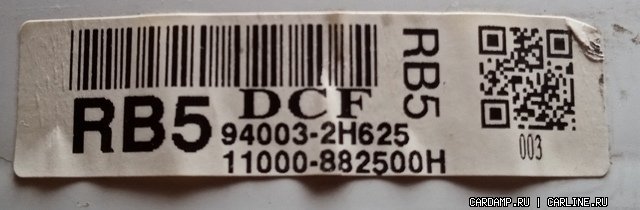 RB5 DCF RB5
94003-2H625
11000-882500H
003
CARDAMP.RU | CARLINE.RU